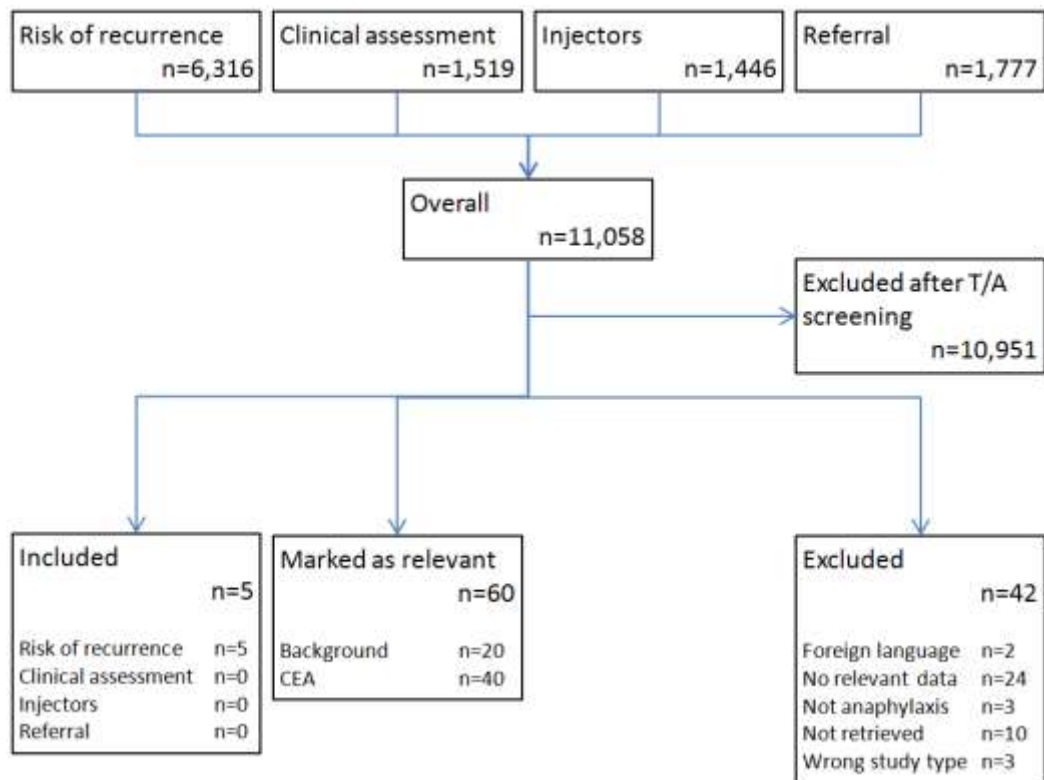 Risk of recurrence
n=6,316
Clinical assessment
n=1,519
Injectors
n=1,446
Referral
n=1,777
Overall
n=11,058
Excluded after T/A
screening
n=10,951
Included
n=5
Risk of recurrence n=5
Clinical assessment n=0
Injectors n=0
Referral n=0
Marked as relevant
n=60
Background n=20
CEA n=40
Excluded
n=42
Foreign language n=2
No relevant data n=24
Not anaphylaxis n=3
Not retrieved n=10
Wrong study type n=3